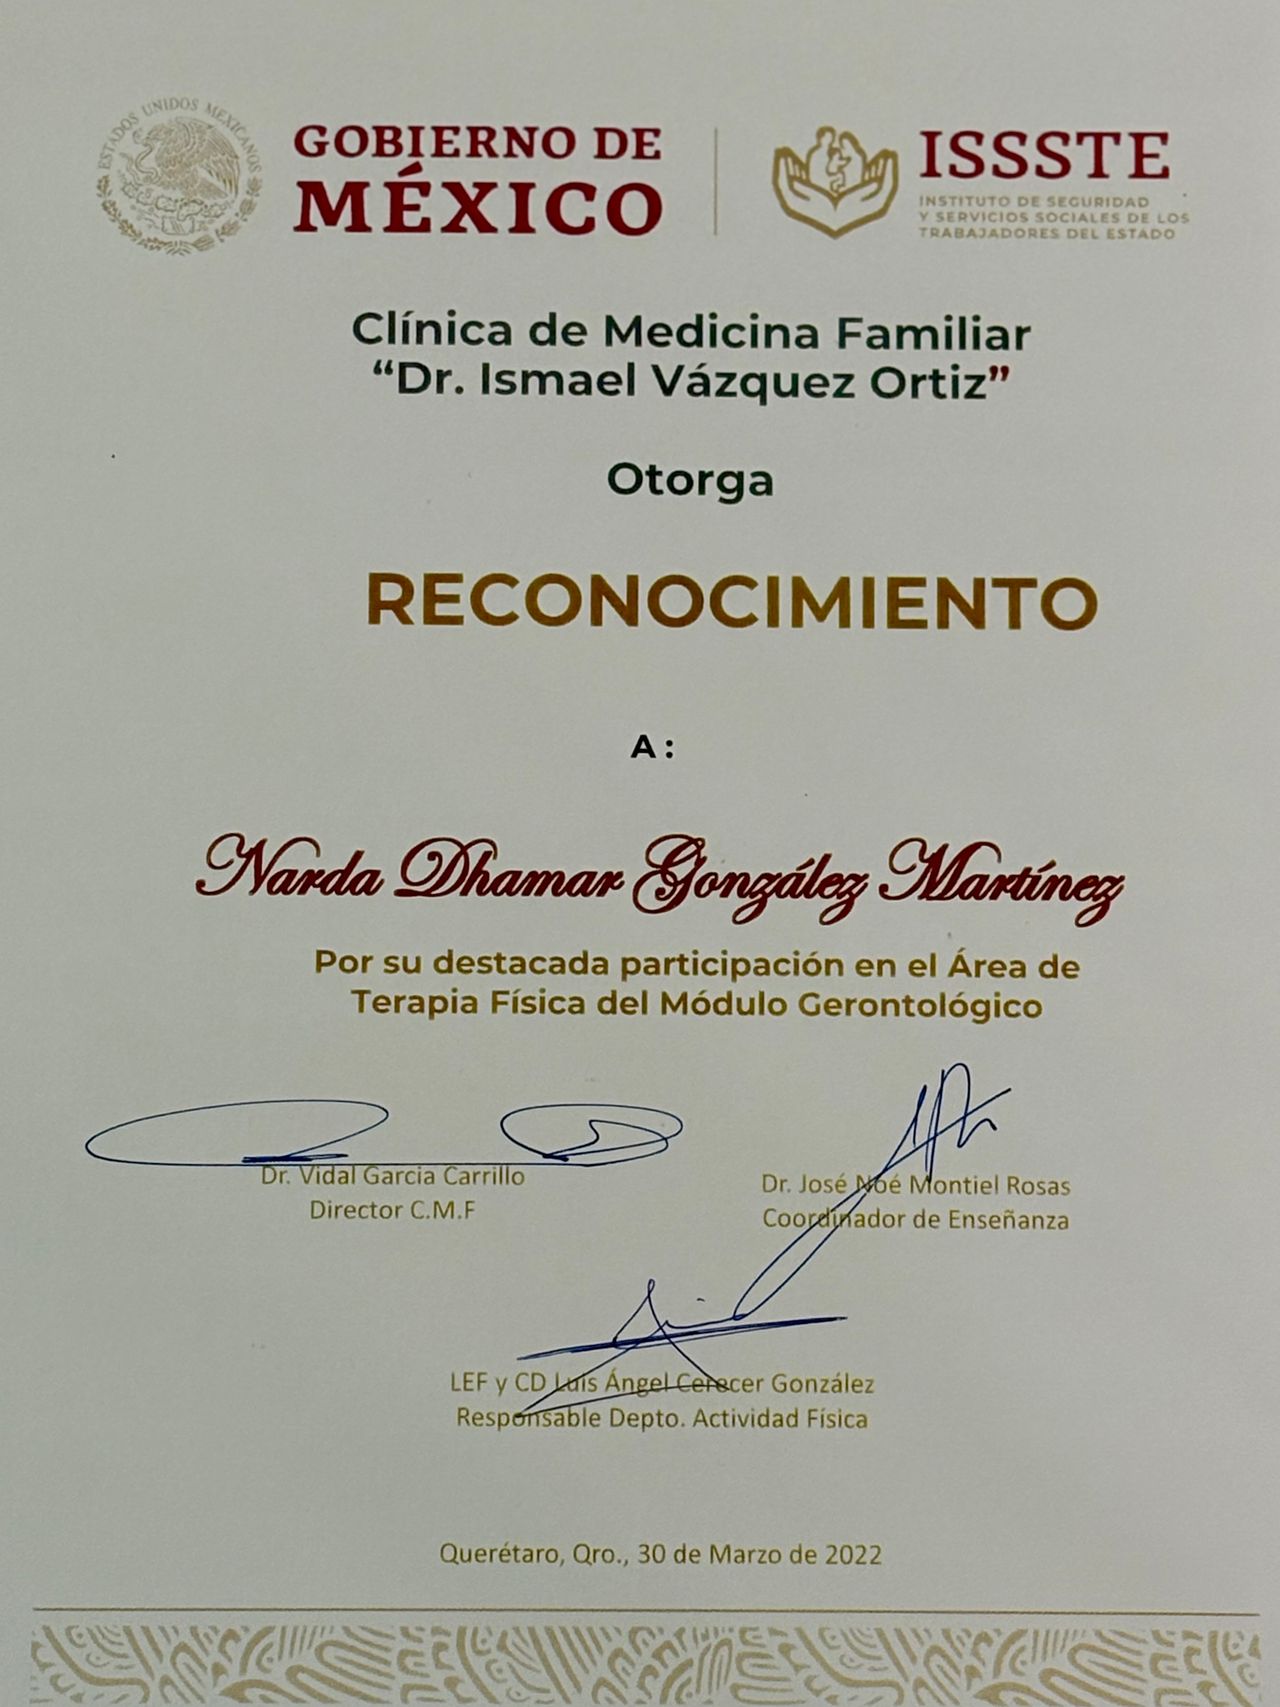 ESTADOS UNIDOS MEXICANOS
GOBIERNO DE
MÉXICO
ISSSTE
INSTITUTO DE SEGURIDAD
Y SERVICIOS SOCIALES DE LOS
TRABAJADORES DEL ESTADO
Clínica de Medicina Familiar
“Dr. Ismael Vázquez Ortiz”
Otorga
RECONOCIMIENTO
A :
Narda Dhamar González Martínez
Por su destacada participación en el Área de
Terapia Física del Módulo Gerontológico
Dr. Vidal Garcia Carrillo
Director C.M.F
Dr. José Noé Montiel Rosas
Coordinador de Enseñanza
LEF y CD Luis Ángel Cerecer González
Responsable Depto. Actividad Física
Querétaro, Qro., 30 de Marzo de 2022